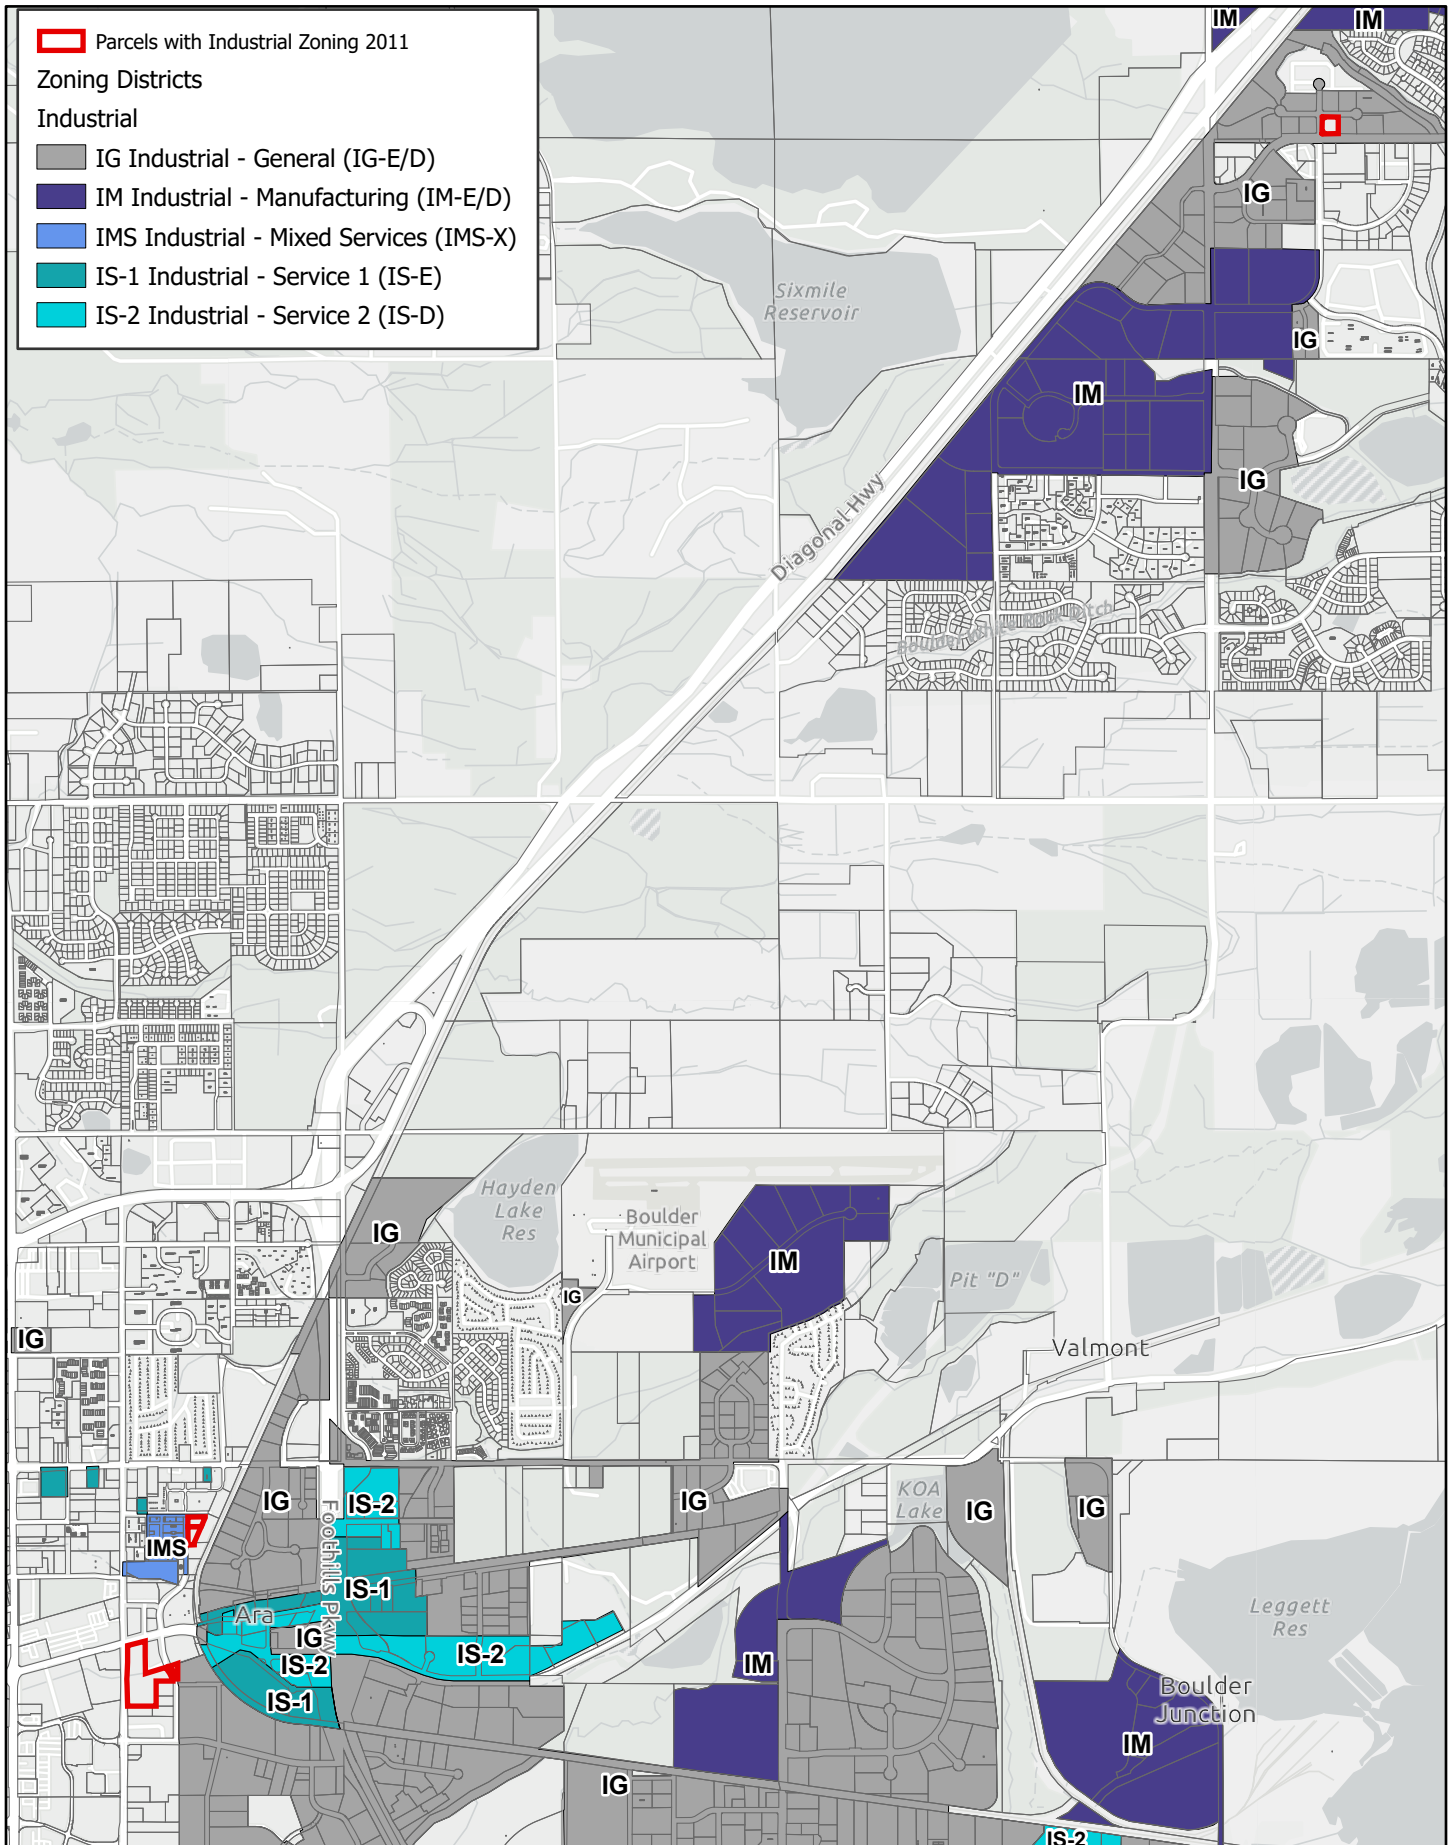 Parcels with Industrial Zoning 2011
Zoning Districts
Industrial
IG Industrial - General (IG-E/D)
IM Industrial - Manufacturing (IM-E/D)
IMS Industrial - Mixed Services (IMS-X)
IS-1 Industrial - Service 1 (IS-E)
IS-2 Industrial - Service 2 (IS-D)
IM
IM
IG
Sixmile
Reservoir
IG
IM
IG
Diagonal Hwy
Boulder White Rock Ditch
Hayden
Lake
Res
IG
Boulder
Municipal
Airport
IM
Pit "D"
IG
IG
Valmont
IG
IS-2
IG
KOA
Lake
IG
IG
IMS
Foothills Pkwy
IS-1
Ara
IG
IS-2
IS-2
IS-1
IM
Leggett
Res
Boulder
Junction
IM
IG
IS-2